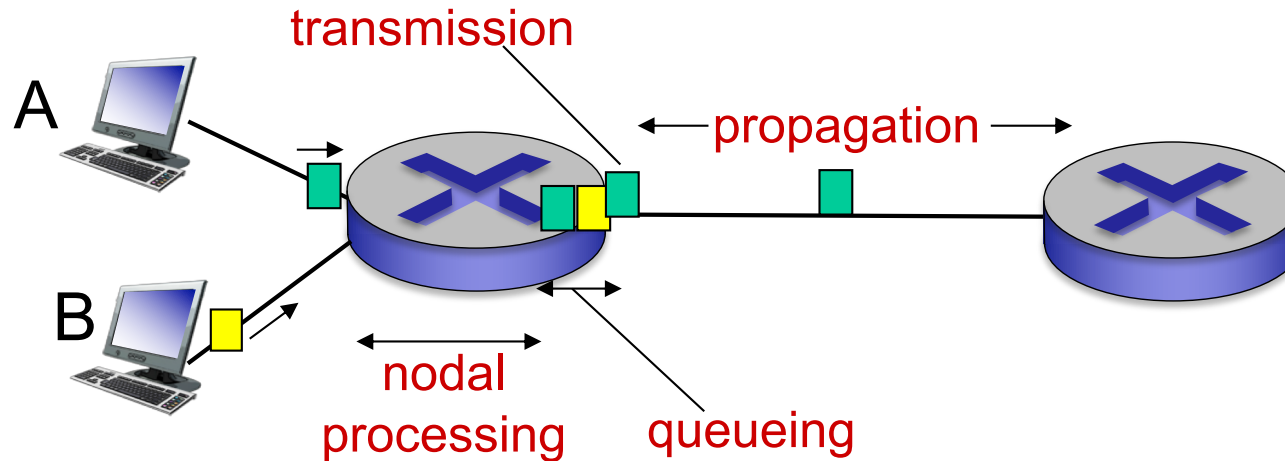 transmission
A
propagation
B
nodal
processing
queueing